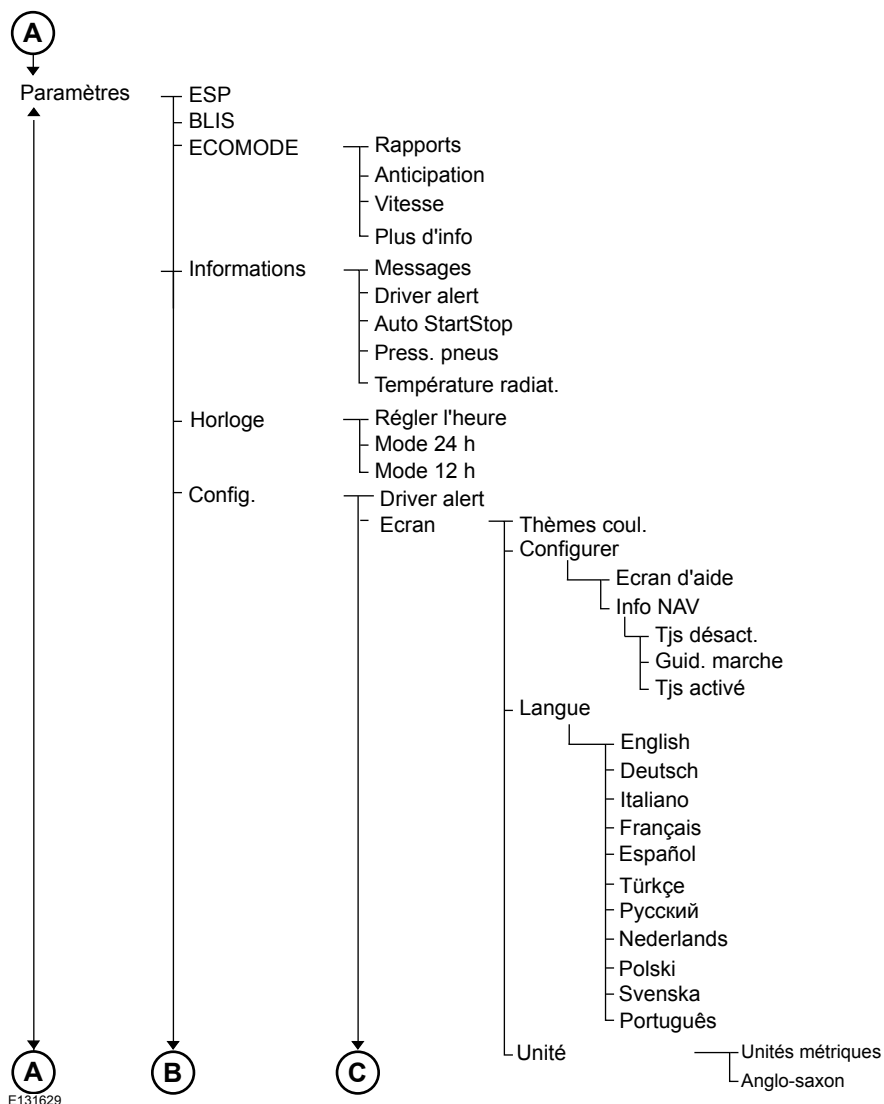 A
Paramètres
ESP
BLIS
ECOMODE
Rapports
Anticipation
Vitesse
Plus d'info
Informations
Messages
Driver alert
Auto StartStop
Press. pneus
Température radiat.
Horloge
Régler l'heure
Mode 24 h
Mode 12 h
Config.
Driver alert
Ecran
Thèmes coul.
Configurer
Ecran d'aide
Info NAV
Tjs désact.
Guid. marche
Tjs activé
Langue
English
Deutsch
Italiano
Français
Español
Türkçe
Русский
Nederlands
Polski
Svenska
Português
Unité
Unités métriques
Anglo-saxon
A
B
C
E131629